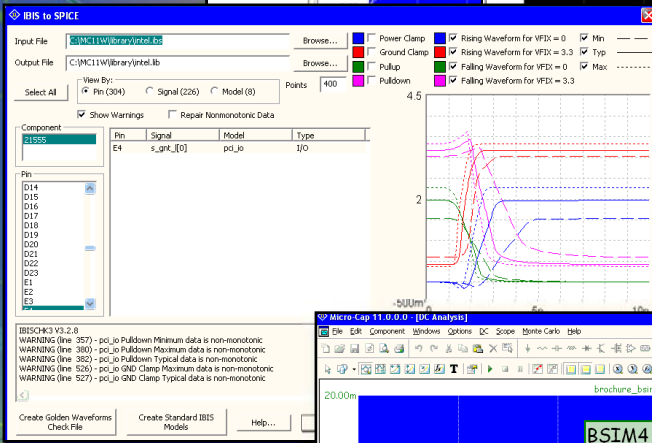 IBIS to SPICE
Input File C:\MC11W\library\intel.ibs Browse...
Output File C:\MC11W\library\intel.lib Browse...
Select All View By: Pin (304) Signal (226) Model (8) Points 400
Show Warnings Repair Nonmonotonic Data
Power Clamp Rising Waveform for VFIX = 0 Min
Ground Clamp Rising Waveform for VFIX = 3.3 Typ
Pullup Falling Waveform for VFIX = 0 Max
Pulldown Falling Waveform for VFIX = 3.3
Component
21555
Pin Signal Model Type
E4 s_gnt_l[0] pci_io I/O
Pin
D14
D15
D16
D17
D18
D19
D20
D21
D22
D23
E1
E2
E3
4.5
2
-500m
5n 10n
IBISCHK3 V3.2.8
WARNING (line 357) - pci_io Pulldown Minimum data is non-monotonic
WARNING (line 380) - pci_io Pulldown Maximum data is non-monotonic
WARNING (line 382) - pci_io Pulldown Typical data is non-monotonic
WARNING (line 526) - pci_io GND Clamp Maximum data is non-monotonic
WARNING (line 527) - pci_io GND Clamp Typical data is non-monotonic
Create Golden Waveforms Check File
Create Standard IBIS Models
Help...
Micro-Cap 11.0.0.0 - [DC Analysis]
File Edit Component Windows Options DC Scope Monte Carlo Help
brochure_bsim
20.00m
BSIM4